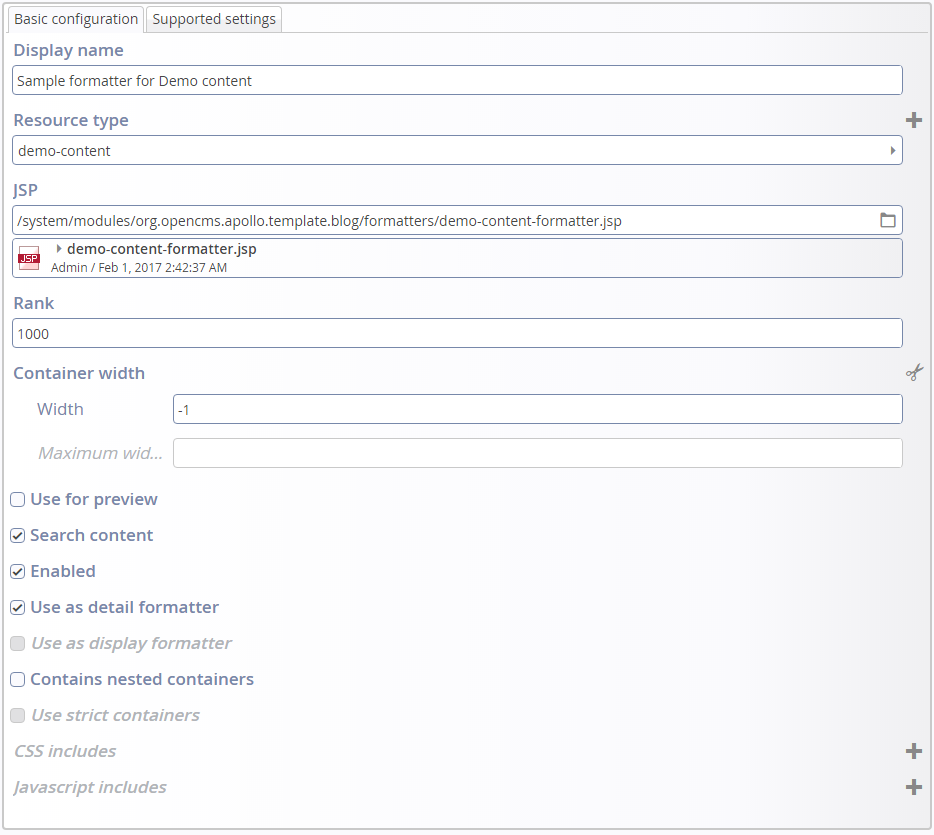 Basic configuration Supported settings
Display name
Sample formatter for Demo content
Resource type
demo-content
JSP
/system/modules/org.opencms.apollo.template.blog/formatters/demo-content-formatter.jsp
JSP demo-content-formatter.jsp
Admin / Feb 1, 2017 2:42:37 AM
Rank
1000
Container width
Width -1
Maximum wid...
Use for preview
Search content
Enabled
Use as detail formatter
Use as display formatter
Contains nested containers
Use strict containers
CSS includes
Javascript includes